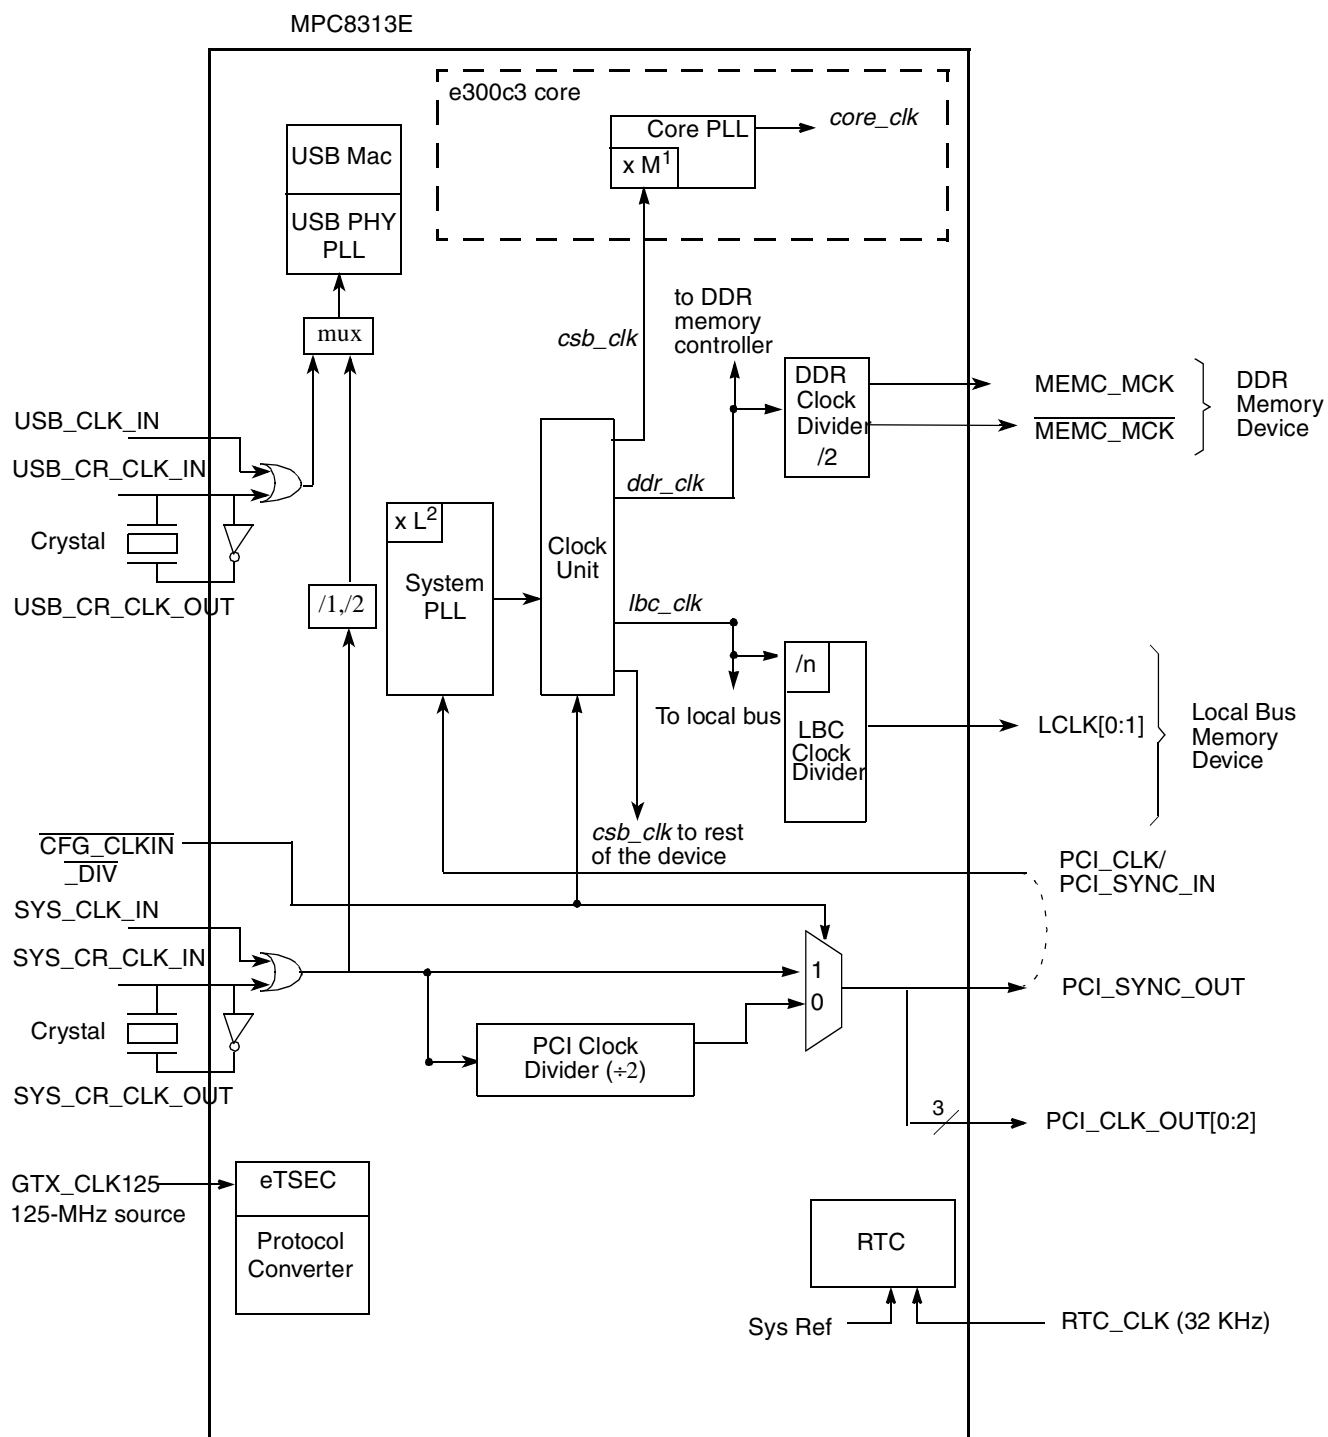 MPC8313E
e300c3 core
Core PLL
x M1
core_clk
USB Mac
USB PHY
PLL
mux
to DDR
memory
controller
csb_clk
DDR
Clock
Divider
/2
MEMC_MCK
MEMC_MCK
DDR
Memory
Device
USB_CLK_IN
USB_CR_CLK_IN
Crystal
USB_CR_CLK_OUT
/1,/2
x L2
System
PLL
Clock
Unit
ddr_clk
lbc_clk
/n
To local bus
LBC
Clock
Divider
LCLK[0:1]
Local Bus
Memory
Device
csb_clk to rest
of the device
CFG_CLKIN
_DIV
PCI_CLK/
PCI_SYNC_IN
SYS_CLK_IN
SYS_CR_CLK_IN
Crystal
SYS_CR_CLK_OUT
1
0
PCI_SYNC_OUT
PCI Clock
Divider (÷2)
3
PCI_CLK_OUT[0:2]
GTX_CLK125
125-MHz source
eTSEC
Protocol
Converter
RTC
Sys Ref
RTC_CLK (32 KHz)